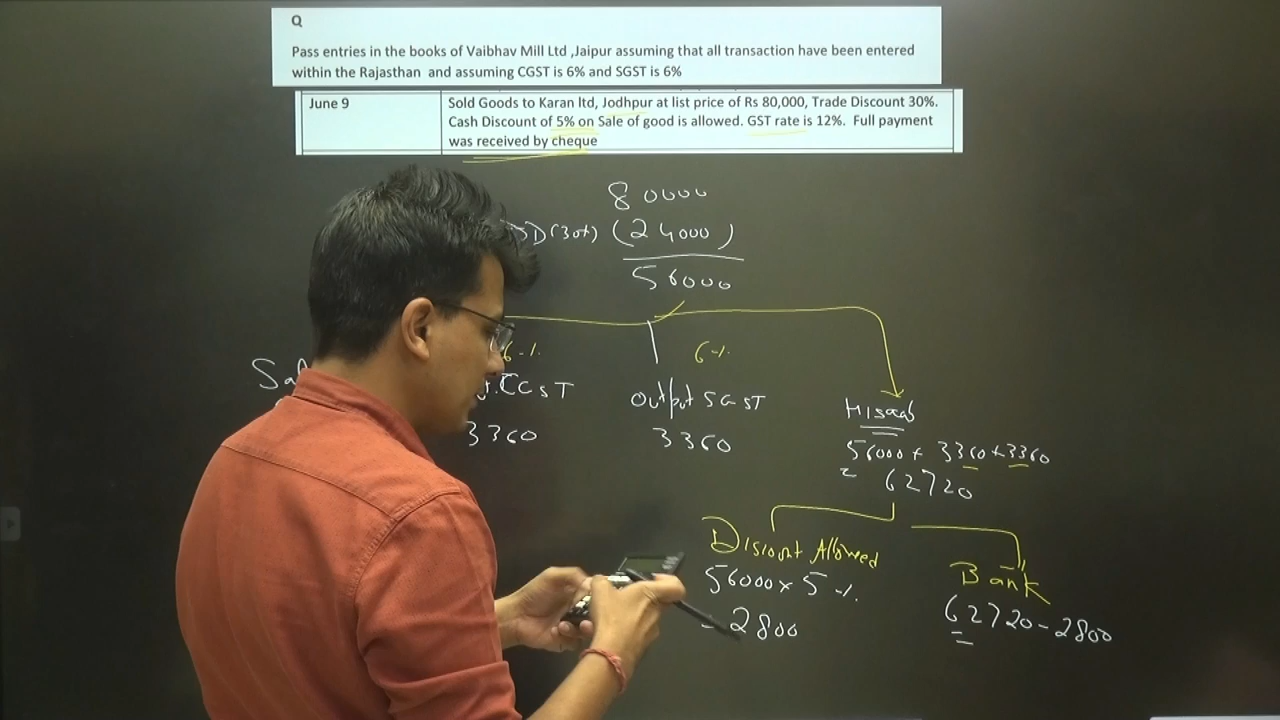 Q
Pass entries in the books of Vaibhav Mill Ltd ,Jaipur assuming that all transaction have been entered
within the Rajasthan and assuming CGST is 6% and SGST is 6%
June 9
Sold Goods to Karan ltd, Jodhpur at list price of Rs 80,000, Trade Discount 30%.
Cash Discount of 5% on Sale of good is allowed. GST rate is 12%. Full payment
was received by cheque
80000
(30%) (24000)
56000
6%
6%
CGST
Output SGST
Hisaab
3360
3360
56000 + 3360 + 3360
= 62720
Discount Allowed
Bank
56000 x 5%
62720 - 2800
= 2800